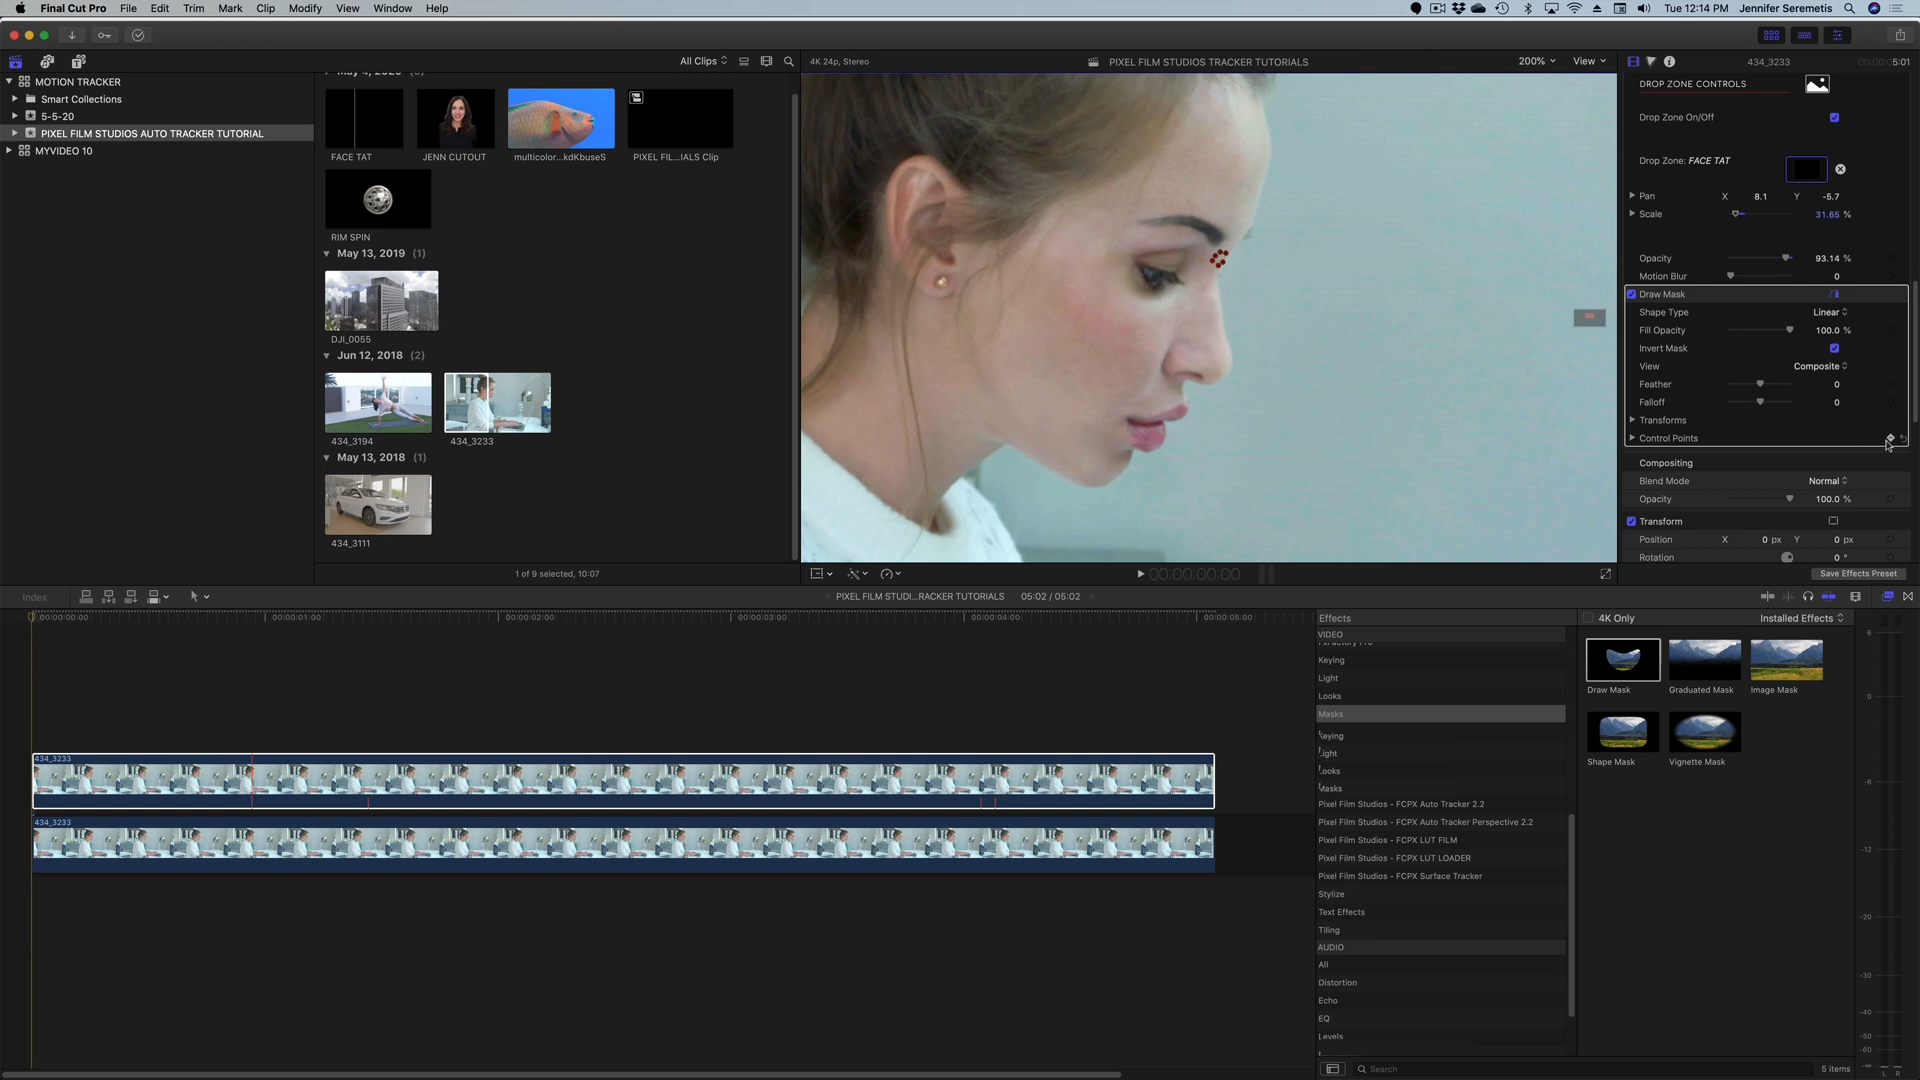 Final Cut Pro File Edit Trim Mark Clip Modify View Window Help
Tue 12:14 PM Jennifer Seremetis
All Clips
4K 24p, Stereo
PIXEL FILM STUDIOS TRACKER TUTORIALS
200% View
434_3233
5:01
MOTION TRACKER
Smart Collections
5-5-20
PIXEL FILM STUDIOS AUTO TRACKER TUTORIAL
MYVIDEO 10
FACE TAT
JENN CUTOUT
multicolor...kdKbuseS
PIXEL FIL...IALS Clip
RIM SPIN
May 13, 2019 (1)
DJI_0055
Jun 12, 2018 (2)
434_3194
434_3233
May 13, 2018 (1)
434_3111
1 of 9 selected, 10:07
00:00:00:00
DROP ZONE CONTROLS
Drop Zone On/Off
Drop Zone: FACE TAT
Pan X 8.1 Y -5.7
Scale 31.65 %
Opacity 93.14 %
Motion Blur 0
Draw Mask
Shape Type Linear
Fill Opacity 100.0 %
Invert Mask
View Composite
Feather 0
Falloff 0
Transforms
Control Points
Compositing
Blend Mode Normal
Opacity 100.0 %
Transform
Position X 0 px Y 0 px
Rotation 0 °
Save Effects Preset
Index
PIXEL FILM STUDI...RACKER TUTORIALS 05:02 / 05:02
00:00:00:00 00:00:01:00 00:00:02:00 00:00:03:00 00:00:04:00 00:00:05:00
434_3233
434_3233
Effects
VIDEO
Keying
Light
Looks
Masks
Keying
Light
Looks
Masks
Pixel Film Studios - FCPX Auto Tracker 2.2
Pixel Film Studios - FCPX Auto Tracker Perspective 2.2
Pixel Film Studios - FCPX LUT FILM
Pixel Film Studios - FCPX LUT LOADER
Pixel Film Studios - FCPX Surface Tracker
Stylize
Text Effects
Tiling
AUDIO
All
Distortion
Echo
EQ
Levels
4K Only
Installed Effects
Draw Mask
Graduated Mask
Image Mask
Shape Mask
Vignette Mask
Search
5 items
6
0
-6
-12
-20
-30
-40
-50
-60
-∞
L R